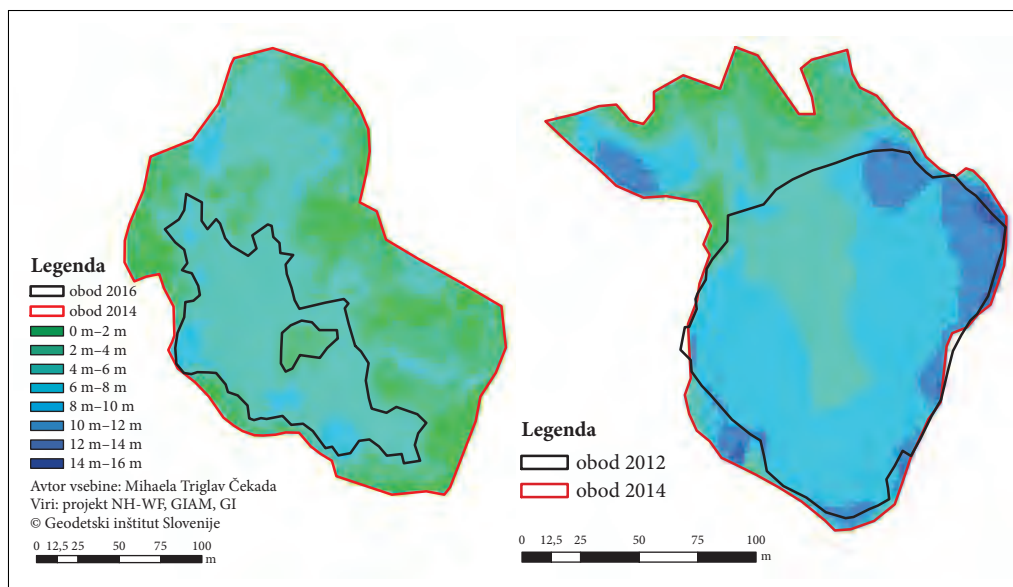 Legenda
obod 2016
obod 2014
0 m–2 m
2 m–4 m
4 m–6 m
6 m–8 m
8 m–10 m
10 m–12 m
12 m–14 m
14 m–16 m
Avtor vsebine: Mihaela Triglav Čekada
Viri: projekt NH-WF, GIAM, GI
© Geodetski inštitut Slovenije
0 12,5 25 50 75 100
m
Legenda
obod 2012
obod 2014
0 12,5 25 50 75 100
m